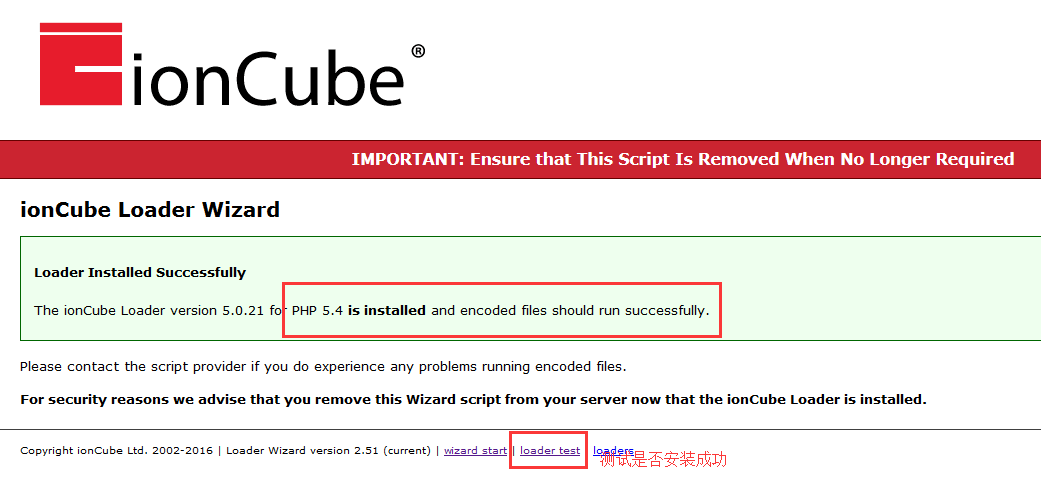 ionCube®
IMPORTANT: Ensure that This Script Is Removed When No Longer Required
ionCube Loader Wizard
Loader Installed Successfully
The ionCube Loader version 5.0.21 for PHP 5.4 is installed and encoded files should run successfully.
Please contact the script provider if you do experience any problems running encoded files.
For security reasons we advise that you remove this Wizard script from your server now that the ionCube Loader is installed.
Copyright ionCube Ltd. 2002-2016 | Loader Wizard version 2.51 (current) | wizard start | loader test | loaders
测试是否安装成功